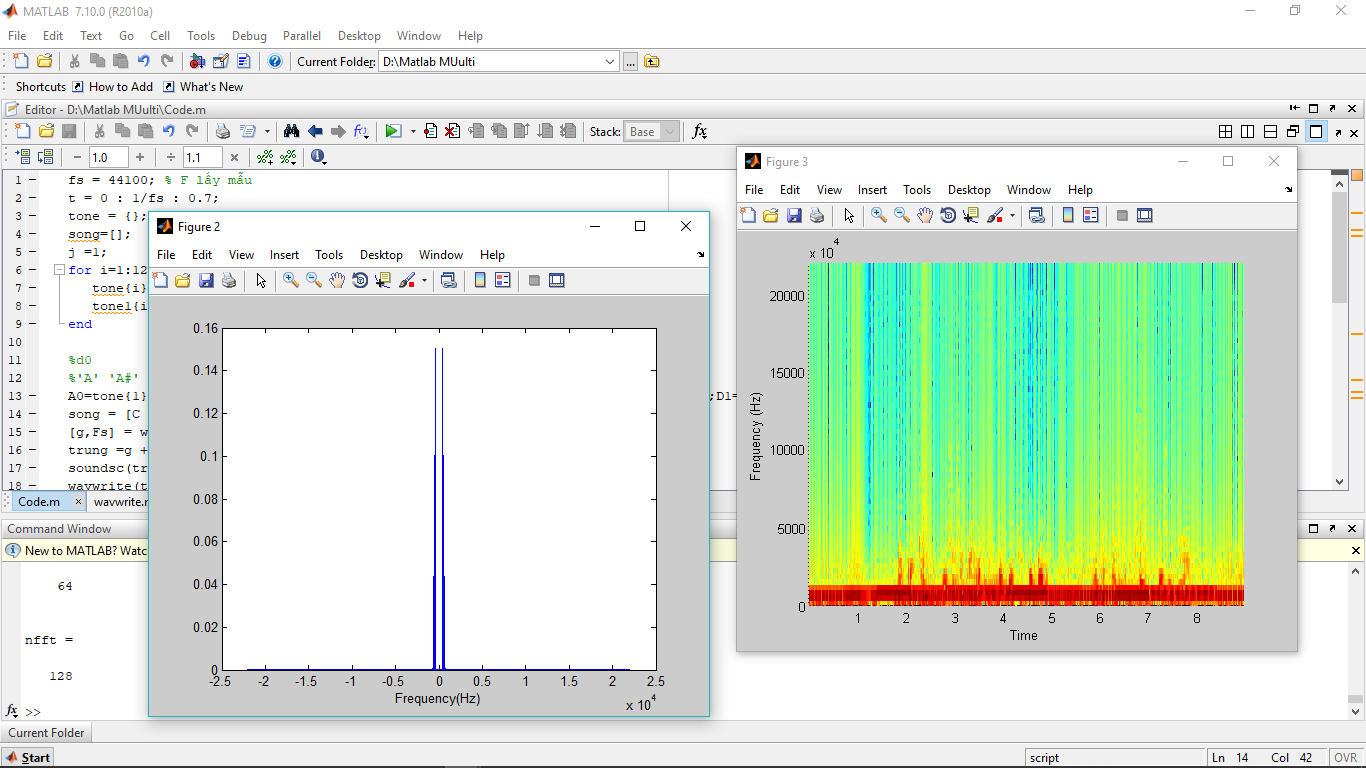 MATLAB 7.10.0 (R2010a)
File Edit Text Go Cell Tools Debug Parallel Desktop Window Help
Current Folder: D:\Matlab MUulti
Shortcuts How to Add What's New
Editor - D:\Matlab MUulti\Code.m
Stack: Base
1.0 1.1
1 fs = 44100; % F lấy mẫu
2 t = 0 : 1/fs : 0.7;
3 tone = {};
4 song=[];
5 j =1;
6 for i=1:12
7 tone{i}
8 tone1{i
9 end
10
11 %d0
12 %'A' 'A#'
13 A0=tone{1} ;D1=
14 song = [C
15 [g,Fs] = w
16 trung =g +
17 soundsc(tr
18 wavwrite(t
Code.m wavwrite.m
Command Window
New to MATLAB? Watc
64
nfft =
128
>>
Current Folder
Start
script Ln 14 Col 42 OVR
Figure 2
File Edit View Insert Tools Desktop Window Help
0.16
0.14
0.12
0.1
0.08
0.06
0.04
0.02
0
-2.5 -2 -1.5 -1 -0.5 0 0.5 1 1.5 2 2.5
Frequency(Hz)
x 10^4
Figure 3
File Edit View Insert Tools Desktop Window Help
x 10^4
20000
15000
10000
5000
0
Frequency (Hz)
1 2 3 4 5 6 7 8
Time